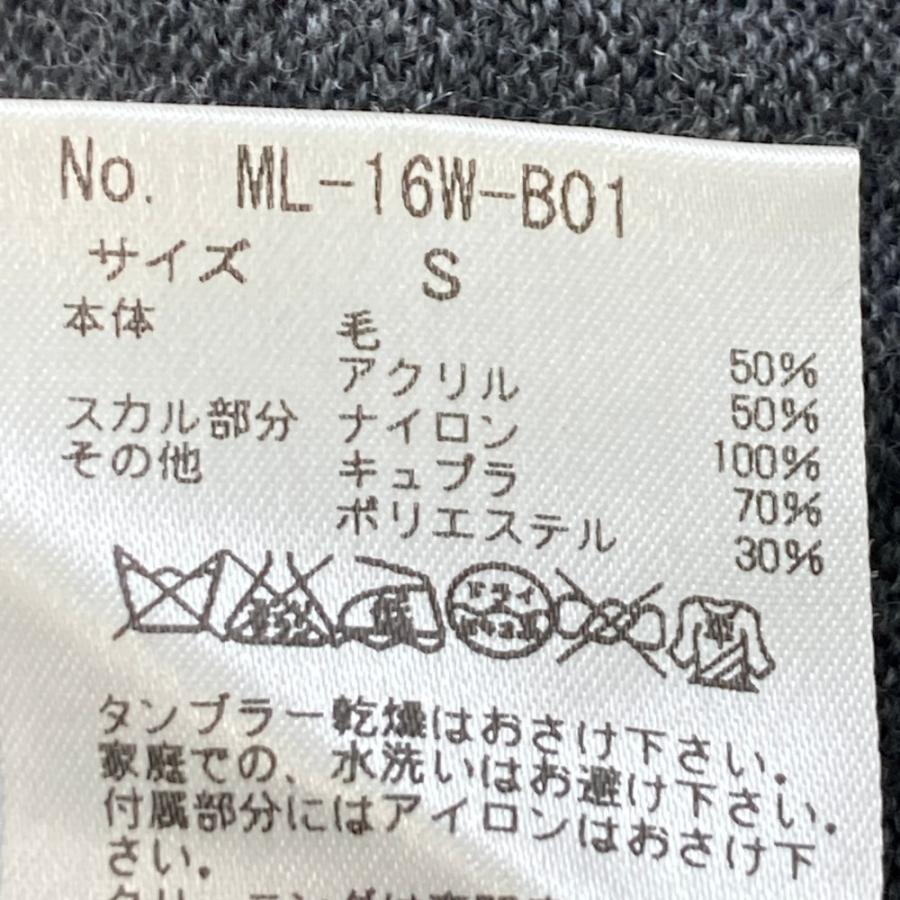 No. ML-16W-B01
サイズ S
本体 毛 50%
アクリル 50%
スカル部分 ナイロン 100%
その他 キュプラ 70%
ポリエステル 30%
ドライ
タンブラー乾燥はおさけ下さい.
家庭での、水洗いはお避け下さい.
付属部分にはアイロンはおさけ下
さい.